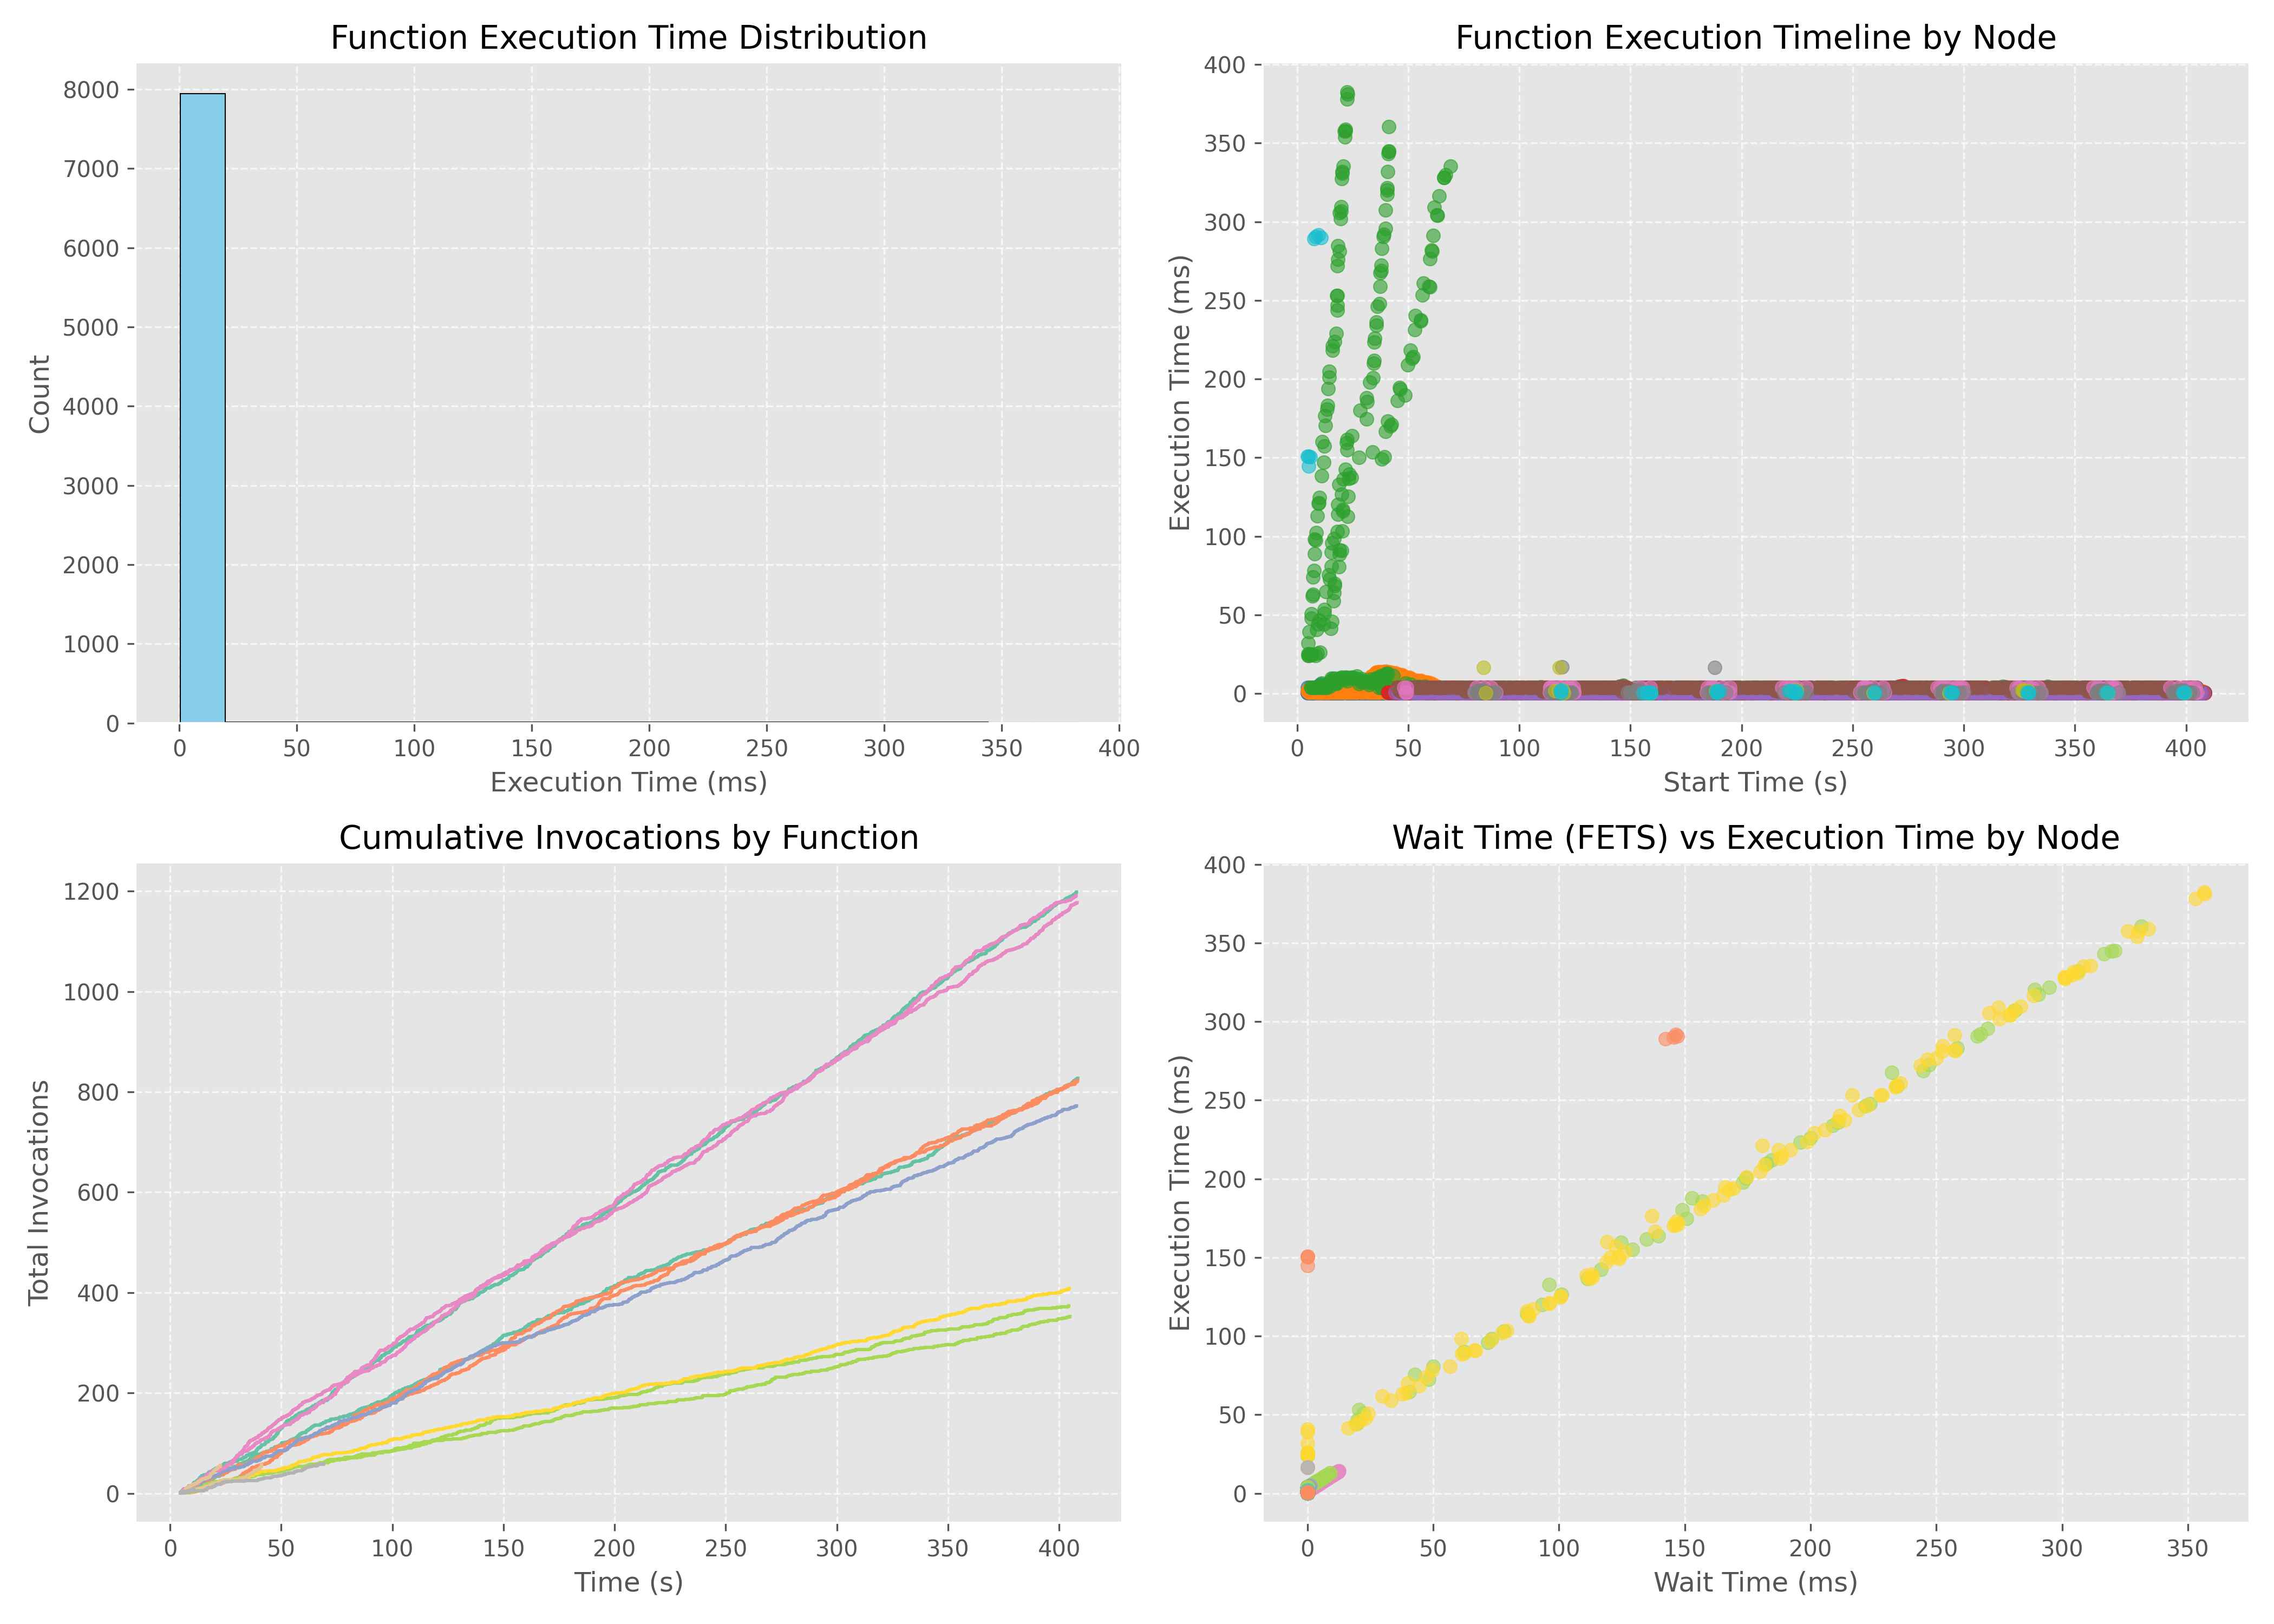 Function Execution Time Distribution
Count
8000
7000
6000
5000
4000
3000
2000
1000
0
0 50 100 150 200 250 300 350 400
Execution Time (ms)
Function Execution Timeline by Node
Execution Time (ms)
400
350
300
250
200
150
100
50
0
0 50 100 150 200 250 300 350 400
Start Time (s)
Cumulative Invocations by Function
Total Invocations
1200
1000
800
600
400
200
0
0 50 100 150 200 250 300 350 400
Time (s)
Wait Time (FETS) vs Execution Time by Node
Execution Time (ms)
400
350
300
250
200
150
100
50
0
0 50 100 150 200 250 300 350
Wait Time (ms)